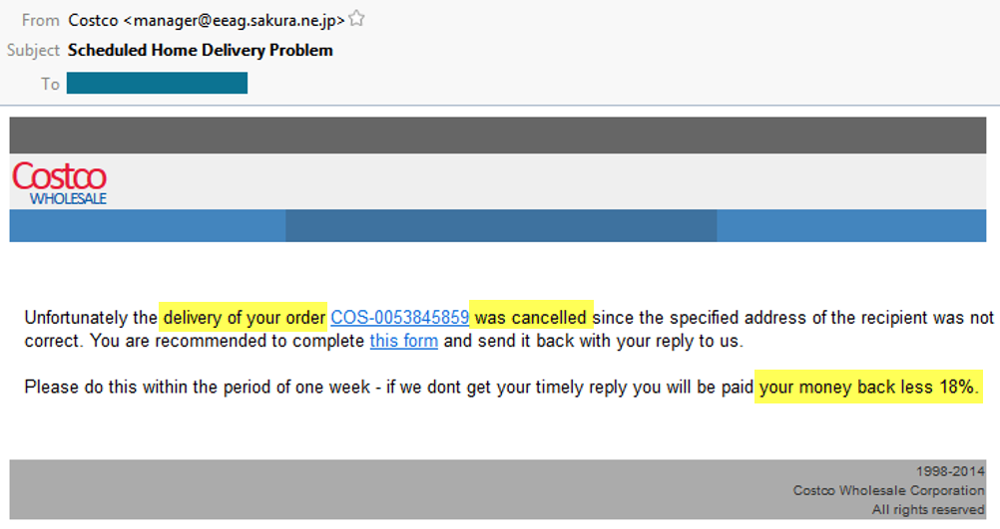 From Costco <manager@eeag.sakura.ne.jp>
Subject Scheduled Home Delivery Problem
To
Costco
WHOLESALE
Unfortunately the delivery of your order COS-0053845859 was cancelled since the specified address of the recipient was not
correct. You are recommended to complete this form and send it back with your reply to us.
Please do this within the period of one week - if we dont get your timely reply you will be paid your money back less 18%.
1998-2014
Costco Wholesale Corporation
All rights reserved